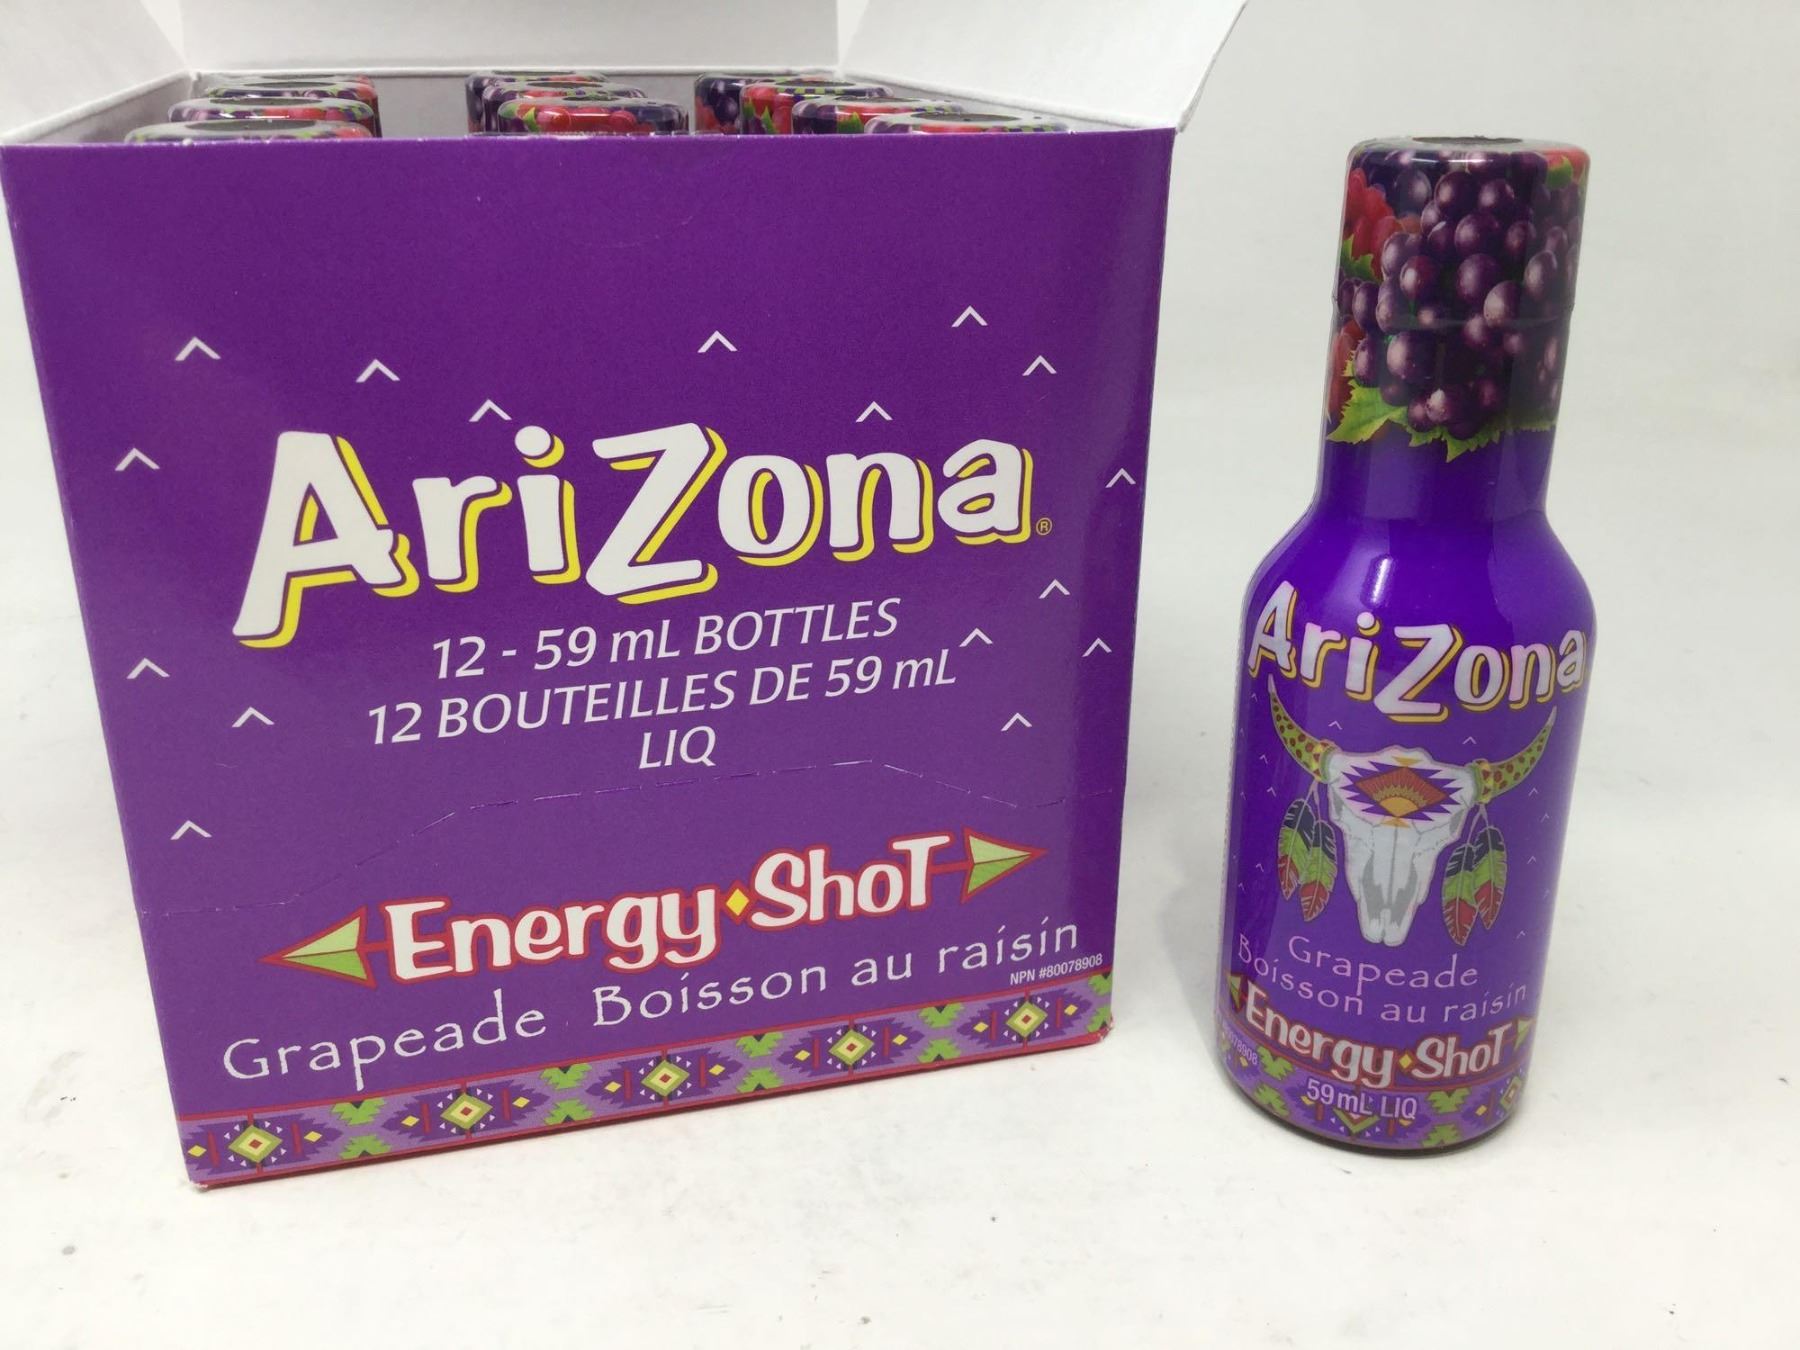 AriZona®
12 - 59 mL BOTTLES
12 BOUTEILLES DE 59 mL
LIQ
Energy ShoT
Grapeade Boisson au raisin
NPN #80078908
AriZona
Grapeade
Boisson au raisin
Energy ShoT
59 mL LIQ